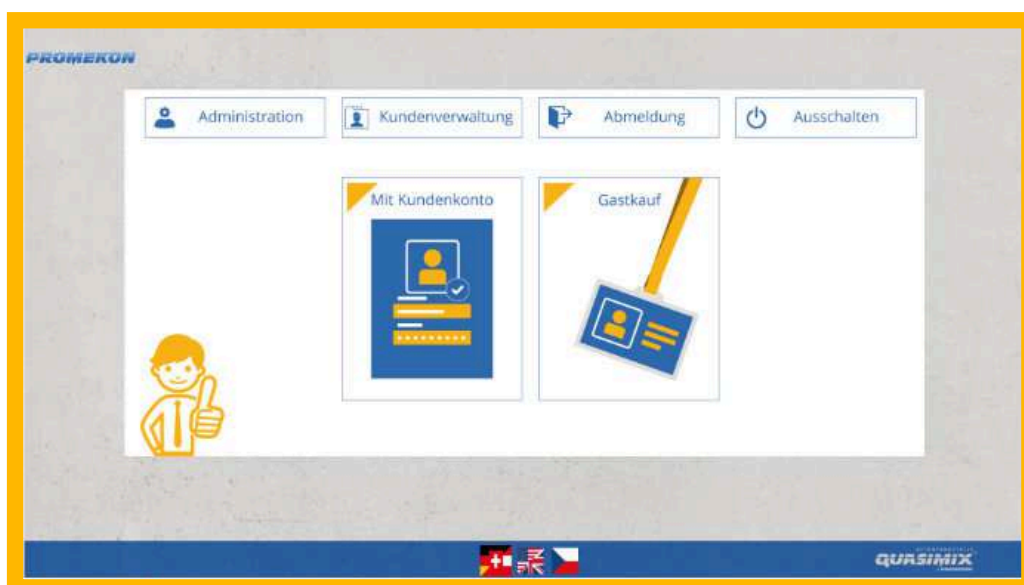 PROMEKON
Administration
Kundenverwaltung
Abmeldung
Ausschalten
Mit Kundenkonto
Gastkauf
QUASIMIX